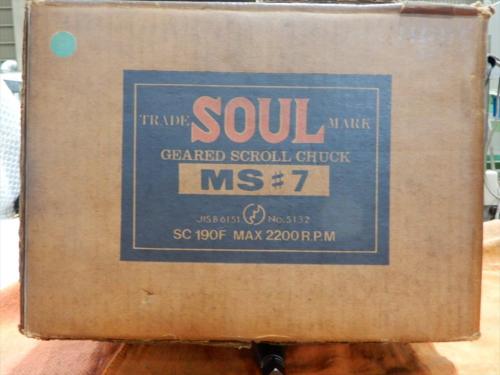 TRADE SOUL MARK
GEARED SCROLL CHUCK
MS#7
JIS B 6151 No.5132
SC 190F MAX 2200 R.P.M